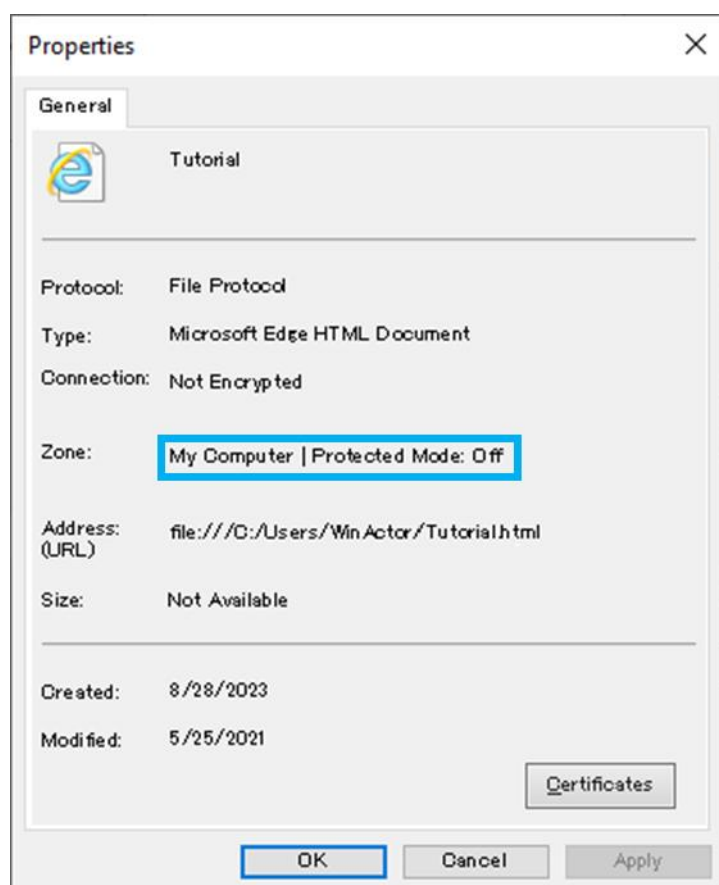 Properties
General
Tutorial
Protocol: File Protocol
Type: Microsoft Edge HTML Document
Connection: Not Encrypted
Zone: My Computer | Protected Mode: Off
Address: file:///C:/Users/WinActor/Tutorial.html
(URL)
Size: Not Available
Created: 8/28/2023
Modified: 5/25/2021
Certificates
OK Cancel Apply